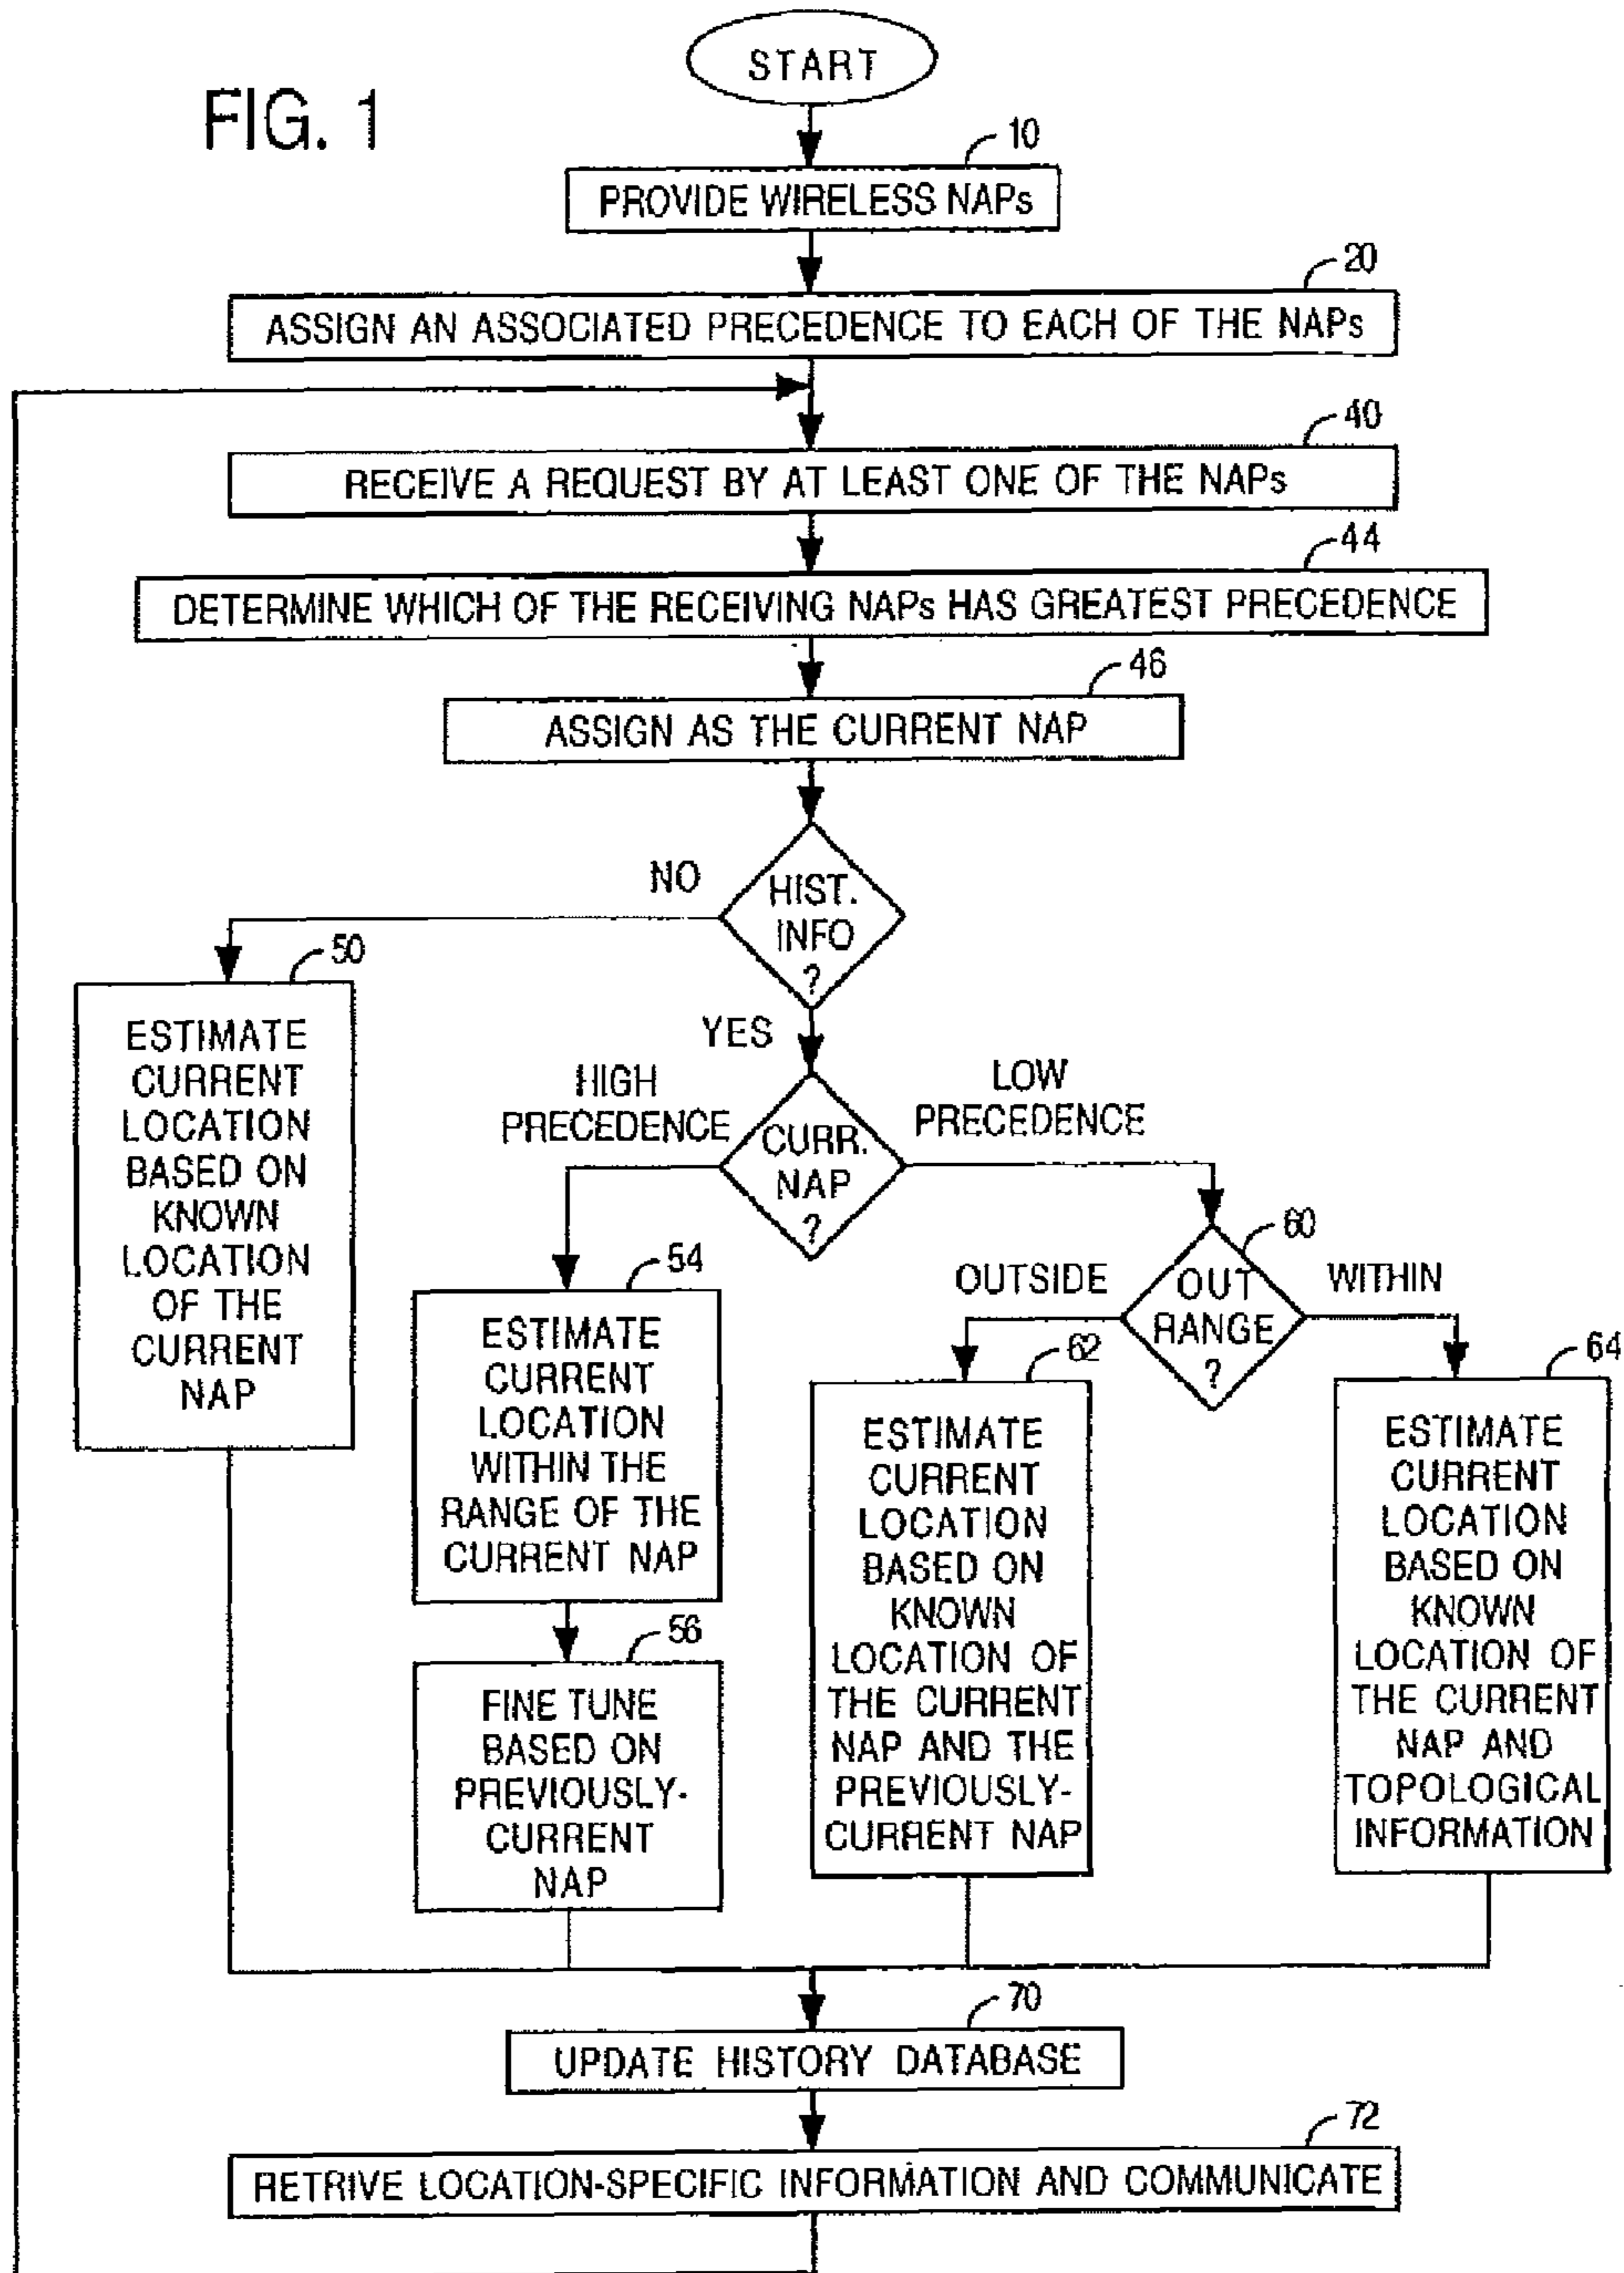 FIG. 1
START
10
PROVIDE WIRELESS NAPs
20
ASSIGN AN ASSOCIATED PRECEDENCE TO EACH OF THE NAPs
40
RECEIVE A REQUEST BY AT LEAST ONE OF THE NAPs
44
DETERMINE WHICH OF THE RECEIVING NAPs HAS GREATEST PRECEDENCE
46
ASSIGN AS THE CURRENT NAP
HIST.
INFO
?
NO
YES
50
ESTIMATE
CURRENT
LOCATION
BASED ON
KNOWN
LOCATION
OF THE
CURRENT
NAP
CURR.
NAP
?
HIGH
PRECEDENCE
LOW
PRECEDENCE
54
ESTIMATE
CURRENT
LOCATION
WITHIN THE
RANGE OF THE
CURRENT NAP
56
FINE TUNE
BASED ON
PREVIOUSLY-
CURRENT
NAP
60
OUT
RANGE
?
OUTSIDE
WITHIN
62
ESTIMATE
CURRENT
LOCATION
BASED ON
KNOWN
LOCATION OF
THE CURRENT
NAP AND THE
PREVIOUSLY-
CURRENT NAP
64
ESTIMATE
CURRENT
LOCATION
BASED ON
KNOWN
LOCATION OF
THE CURRENT
NAP AND
TOPOLOGICAL
INFORMATION
70
UPDATE HISTORY DATABASE
72
RETRIVE LOCATION-SPECIFIC INFORMATION AND COMMUNICATE